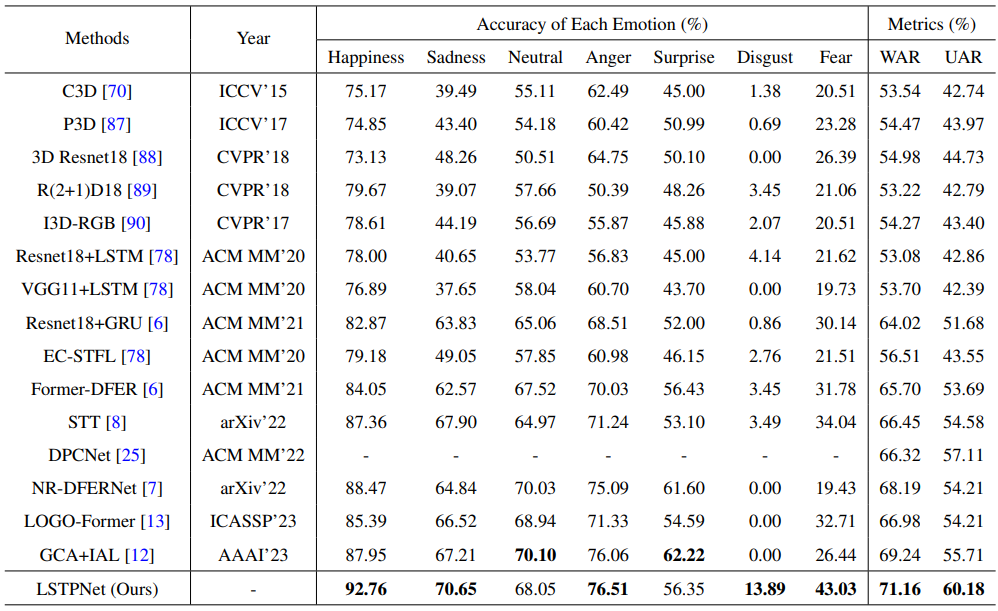 Methods Year Accuracy of Each Emotion (%) Metrics (%)
Happiness Sadness Neutral Anger Surprise Disgust Fear WAR UAR
C3D [70] ICCV’15 75.17 39.49 55.11 62.49 45.00 1.38 20.51 53.54 42.74
P3D [87] ICCV’17 74.85 43.40 54.18 60.42 50.99 0.69 23.28 54.47 43.97
3D Resnet18 [88] CVPR’18 73.13 48.26 50.51 64.75 50.10 0.00 26.39 54.98 44.73
R(2+1)D18 [89] CVPR’18 79.67 39.07 57.66 50.39 48.26 3.45 21.06 53.22 42.79
I3D-RGB [90] CVPR’17 78.61 44.19 56.69 55.87 45.88 2.07 20.51 54.27 43.40
Resnet18+LSTM [78] ACM MM’20 78.00 40.65 53.77 56.83 45.00 4.14 21.62 53.08 42.86
VGG11+LSTM [78] ACM MM’20 76.89 37.65 58.04 60.70 43.70 0.00 19.73 53.70 42.39
Resnet18+GRU [6] ACM MM’21 82.87 63.83 65.06 68.51 52.00 0.86 30.14 64.02 51.68
EC-STFL [78] ACM MM’20 79.18 49.05 57.85 60.98 46.15 2.76 21.51 56.51 43.55
Former-DFER [6] ACM MM’21 84.05 62.57 67.52 70.03 56.43 3.45 31.78 65.70 53.69
STT [8] arXiv’22 87.36 67.90 64.97 71.24 53.10 3.49 34.04 66.45 54.58
DPCNet [25] ACM MM’22 - - - - - - - 66.32 57.11
NR-DFERNet [7] arXiv’22 88.47 64.84 70.03 75.09 61.60 0.00 19.43 68.19 54.21
LOGO-Former [13] ICASSP’23 85.39 66.52 68.94 71.33 54.59 0.00 32.71 66.98 54.21
GCA+IAL [12] AAAI’23 87.95 67.21 70.10 76.06 62.22 0.00 26.44 69.24 55.71
LSTPNet (Ours) - 92.76 70.65 68.05 76.51 56.35 13.89 43.03 71.16 60.18